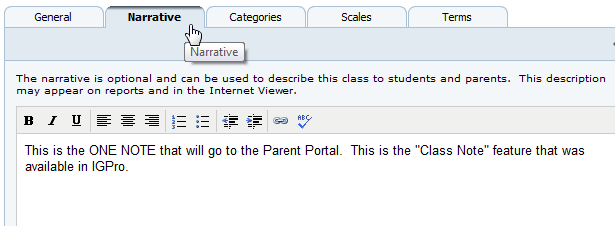 General Narrative Categories Scales Terms
Narrative
The narrative is optional and can be used to describe this class to students and parents. This description
may appear on reports and in the Internet Viewer.
B I U ABC
This is the ONE NOTE that will go to the Parent Portal. This is the "Class Note" feature that was
available in IGPro.